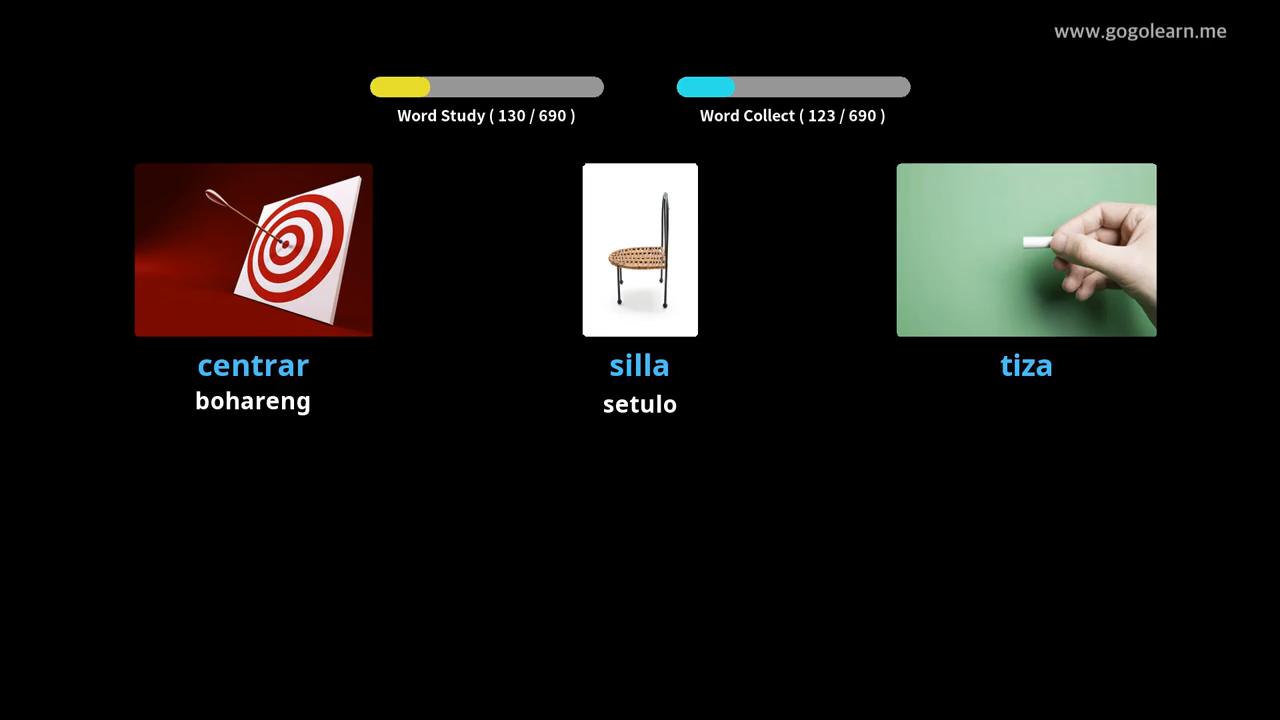 www.gogolearn.me
Word Study ( 130 / 690 )
Word Collect ( 123 / 690 )
centrar
silla
tiza
bohareng
setulo